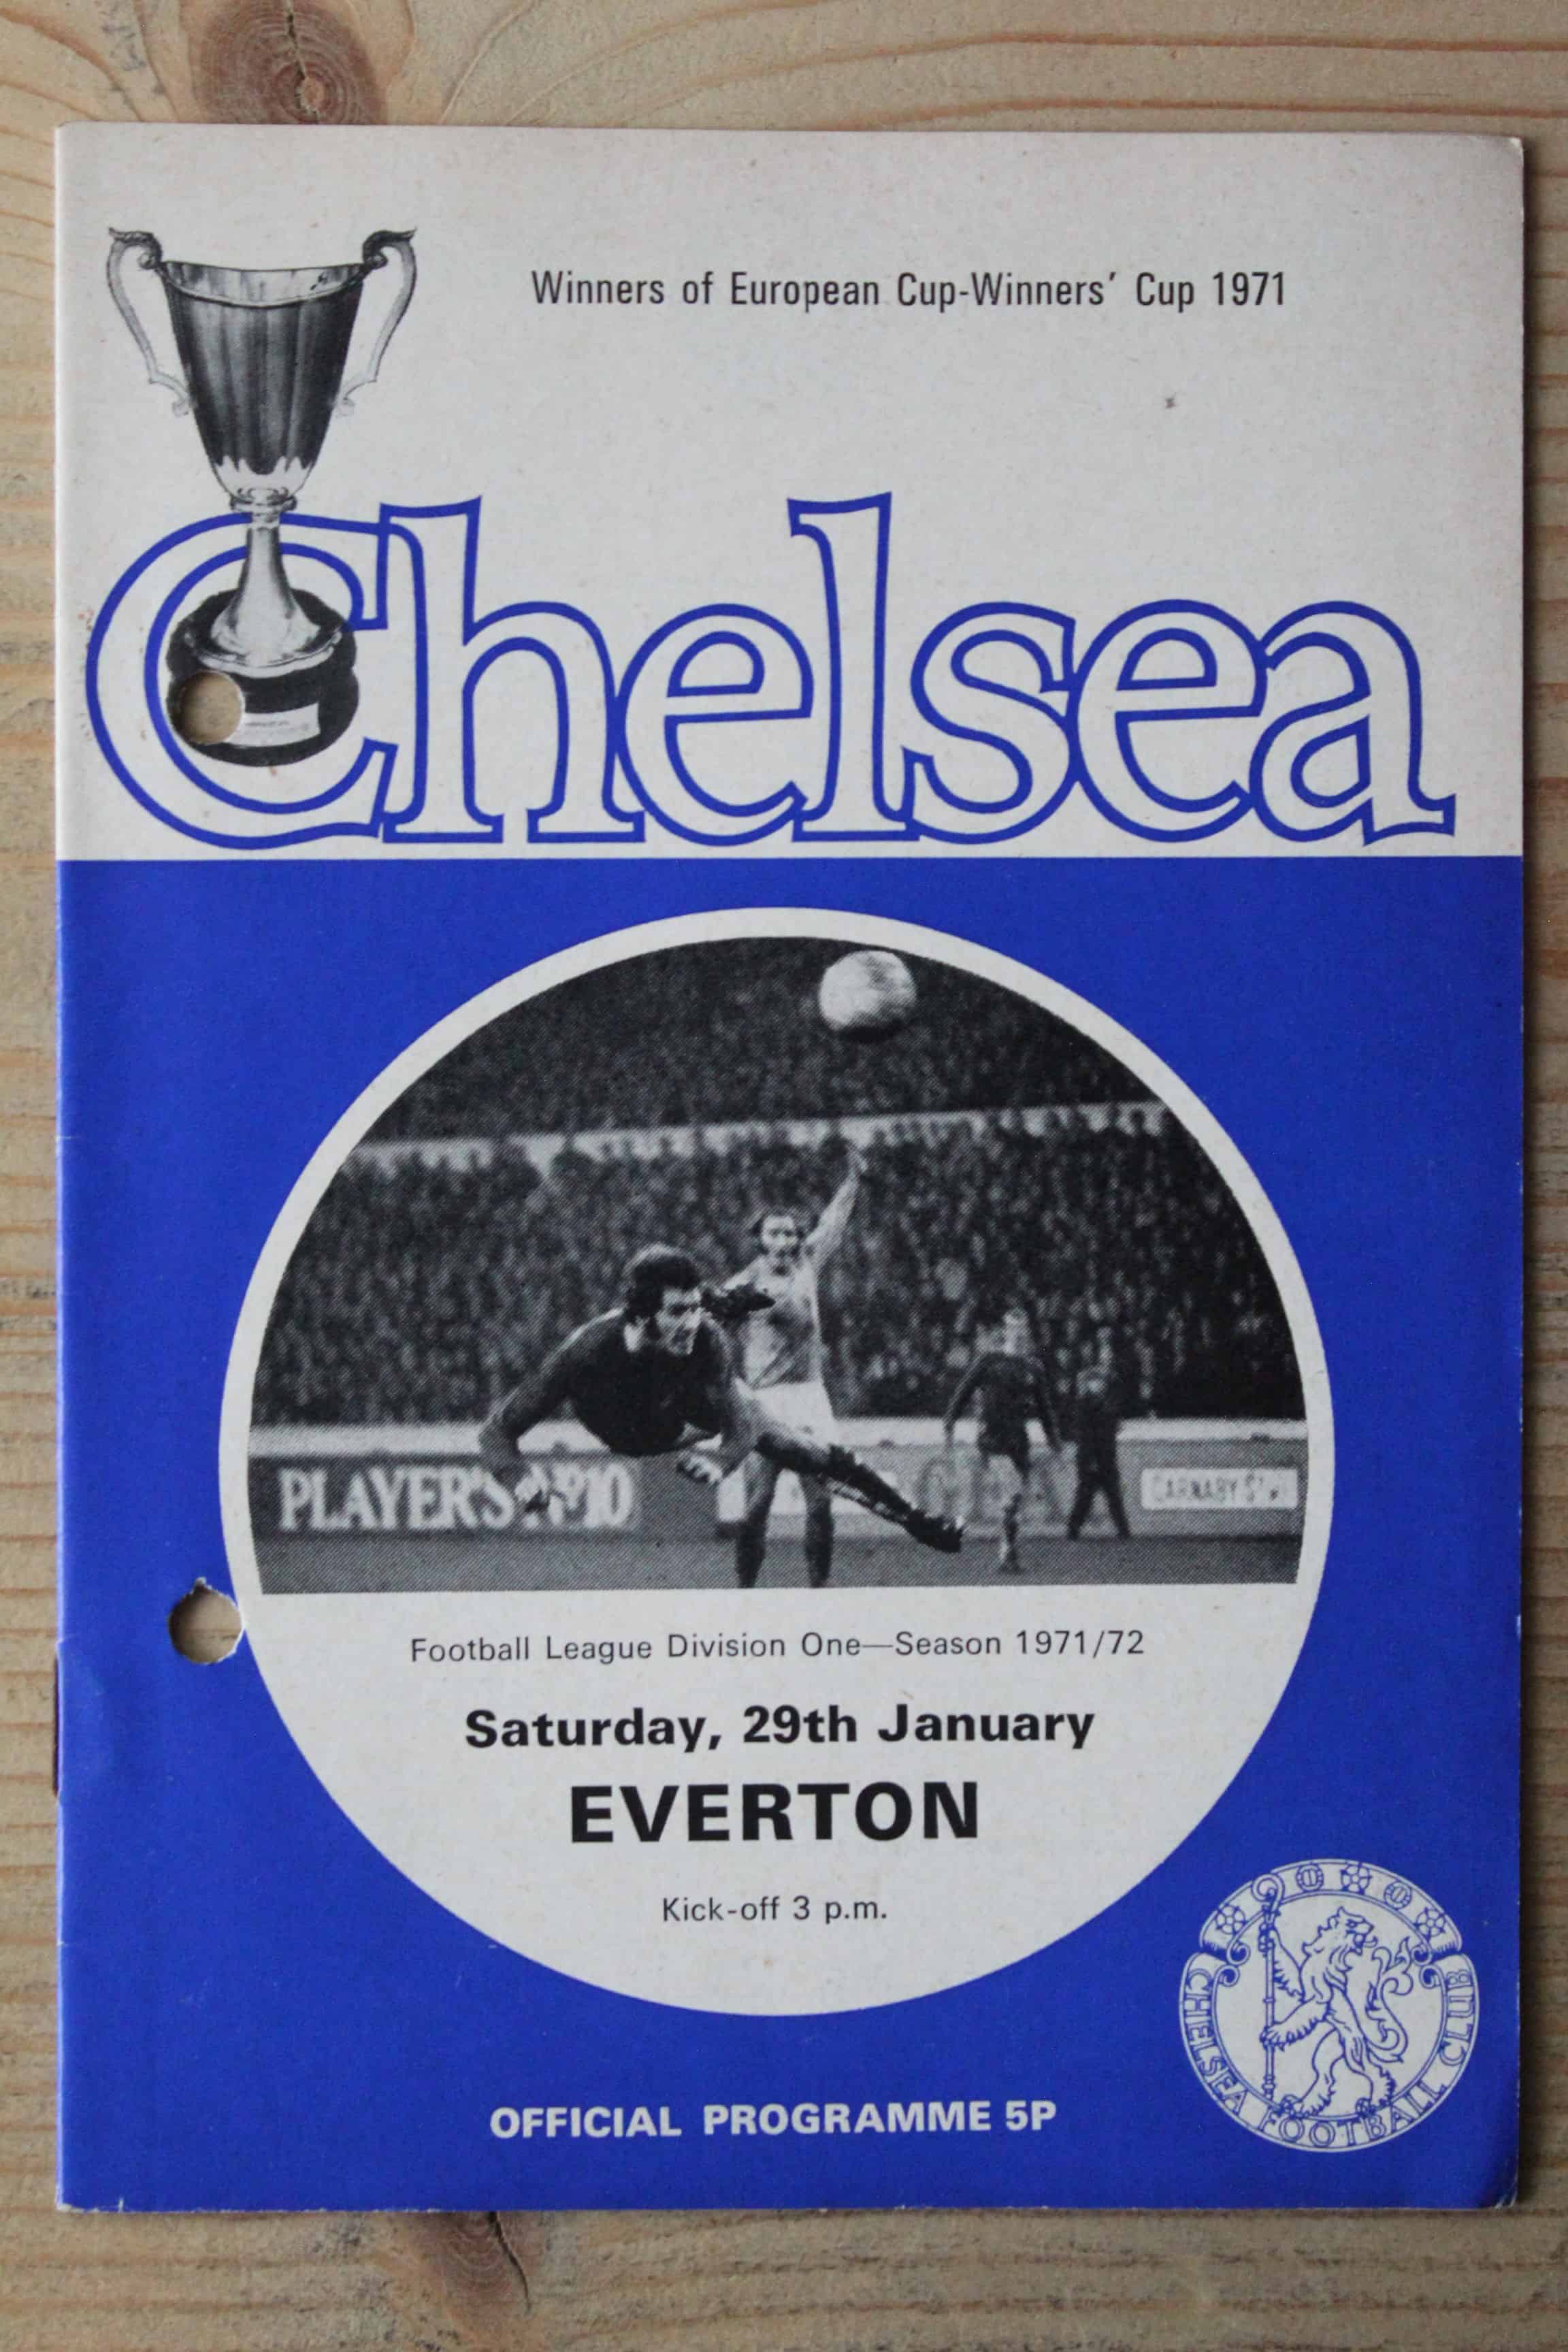 Winners of European Cup-Winners' Cup 1971
Chelsea
PLAYER'S Nº10
CARNABY ST
Football League Division One—Season 1971/72
Saturday, 29th January
EVERTON
Kick-off 3 p.m.
CHELSEA FOOTBALL CLUB
OFFICIAL PROGRAMME 5P